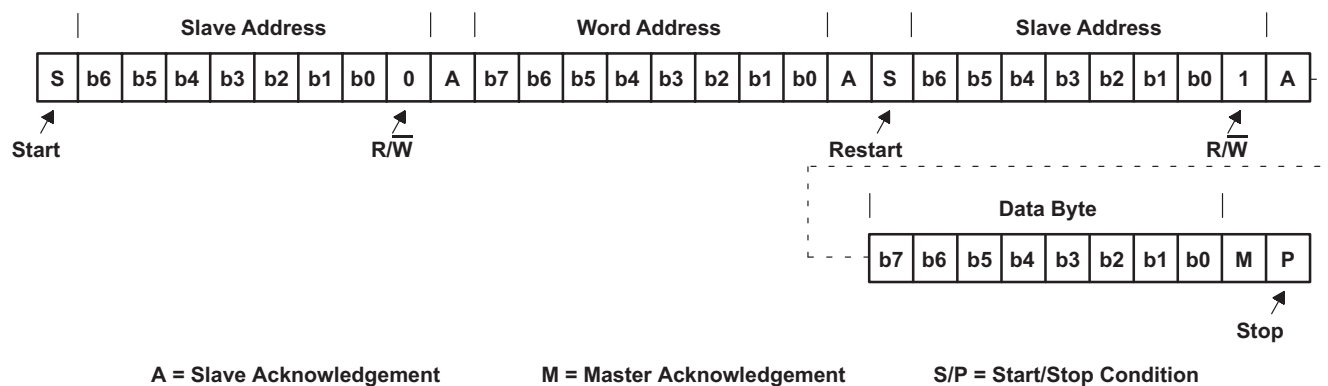 Slave Address Word Address Slave Address
S b6 b5 b4 b3 b2 b1 b0 0 A b7 b6 b5 b4 b3 b2 b1 b0 A S b6 b5 b4 b3 b2 b1 b0 1 A
Start R/W̅ Restart R/W̅
Data Byte
b7 b6 b5 b4 b3 b2 b1 b0 M P
Stop
A = Slave Acknowledgement M = Master Acknowledgement S/P = Start/Stop Condition